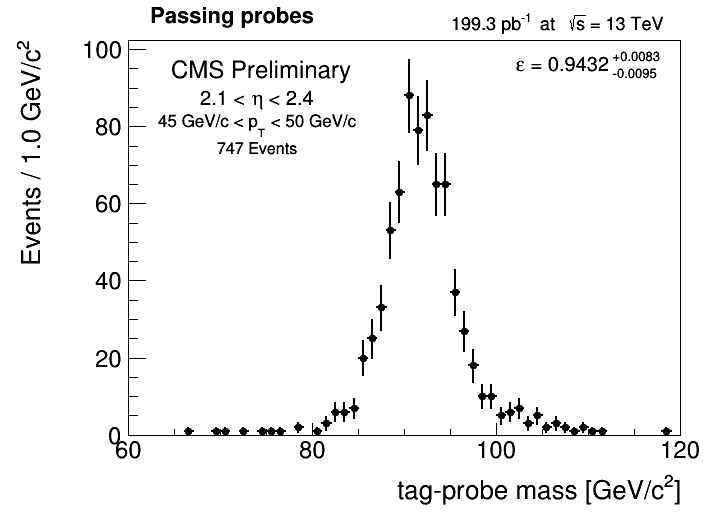 Passing probes
199.3 pb⁻¹ at √s = 13 TeV
CMS Preliminary
2.1 < η < 2.4
45 GeV/c < p_T < 50 GeV/c
747 Events
ε = 0.9432 +0.0083 -0.0095
Events / 1.0 GeV/c²
100
80
60
40
20
0
60 80 100 120
tag-probe mass [GeV/c²]